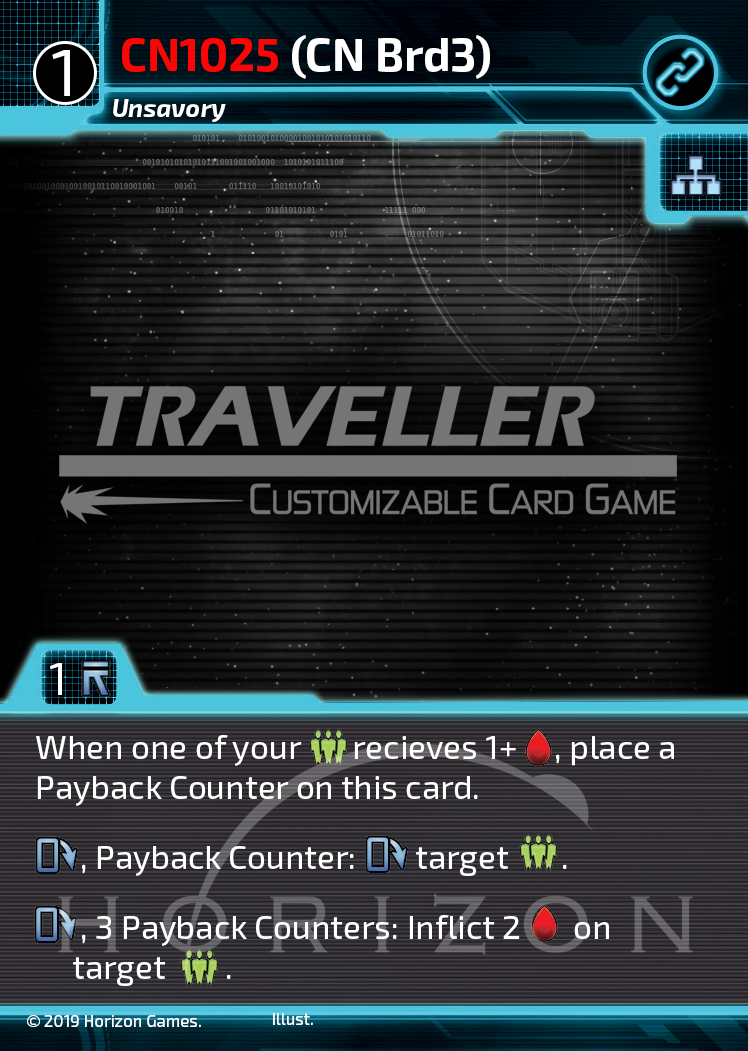 1
CN1025 (CN Brd3)
Unsavory
TRAVELLER
CUSTOMIZABLE CARD GAME
1
When one of your recieves 1+ , place a
Payback Counter on this card.
, Payback Counter: target .
, 3 Payback Counters: Inflict 2 on
target .
HORIZON
© 2019 Horizon Games.
Illust.